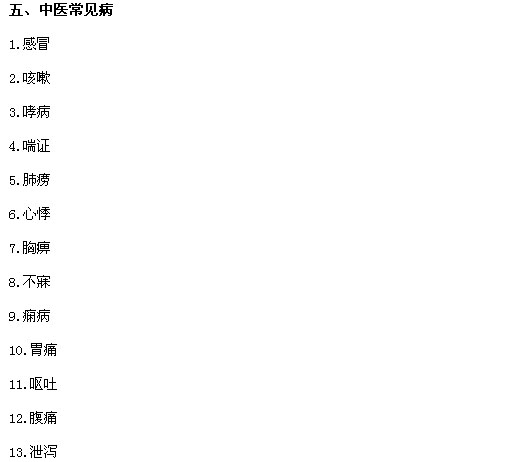 五、中医常见病
1.感冒
2.咳嗽
3.哮病
4.喘证
5.肺痨
6.心悸
7.胸痹
8.不寐
9.痫病
10.胃痛
11.呕吐
12.腹痛
13.泄泻